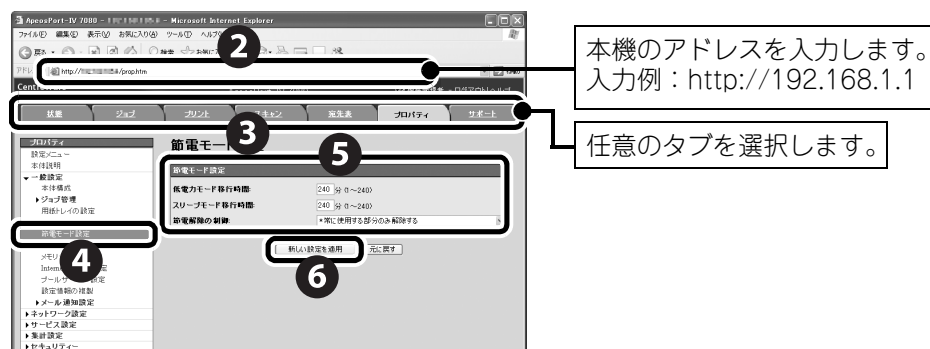 ApeosPort-IV 7080 - Microsoft Internet Explorer
ファイル(F) 編集(E) 表示(V) お気に入り(A) ツール(T) ヘルプ
戻る 検索
2
http:// /prop.htm
本機のアドレスを入力します。
入力例：http://192.168.1.1
状態 ジョブ プリント スキャン 宛先表 プロパティ サポート
任意のタブを選択します。
3
プロパティ
設定メニュー
本体説明
一般設定
本体構成
ジョブ管理
用紙トレイの設定
節電モード設定
4
設定情報の複製
メール通知設定
ネットワーク設定
サービス設定
集計設定
セキュリティー
節電モード
5
節電モード設定
低電力モード移行時間: 240 分 (1～240)
スリープモード移行時間: 240 分 (1～240)
節電解除の制御: *常に使用する部分のみ解除する
新しい設定を適用 元に戻す
6